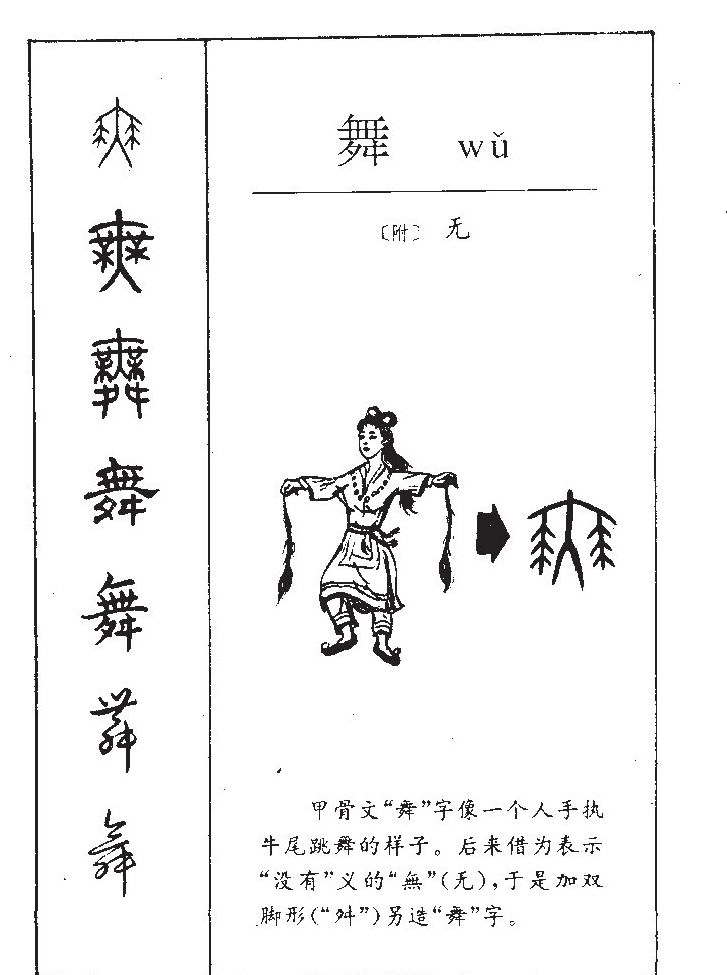 舞 wǔ
〔附〕 无
甲骨文“舞”字像一个人手执
牛尾跳舞的样子。后来借为表示
“没有”义的“無”(无),于是加双
脚形(“舛”)另造“舞”字。